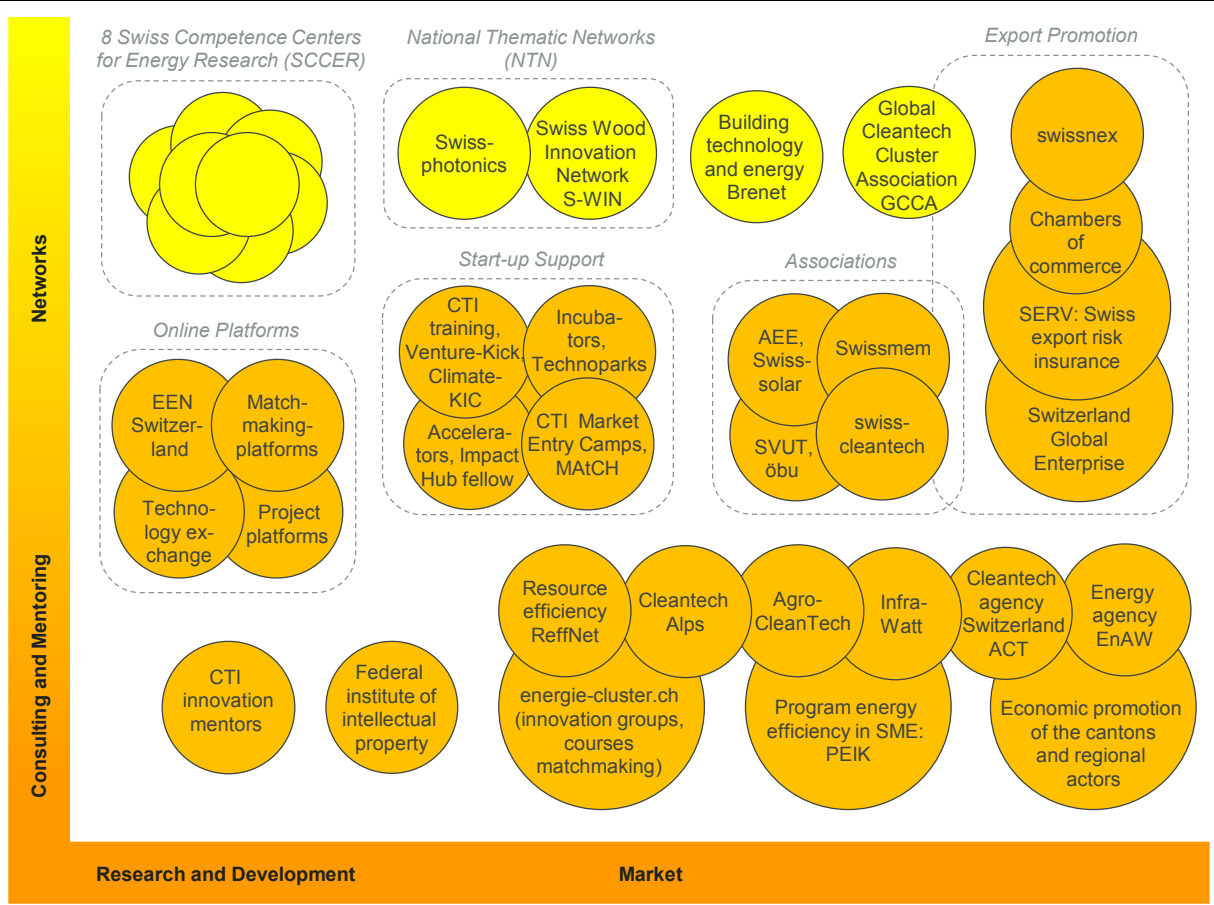 8 Swiss Competence Centers
for Energy Research (SCCER)
National Thematic Networks
(NTN)
Swiss-
photonics
Swiss Wood
Innovation
Network
S-WIN
Building
technology
and energy
Brenet
Global
Cleantech
Cluster
Association
GCCA
Export Promotion
swissnex
Chambers
of
commerce
SERV: Swiss
export risk
insurance
Switzerland
Global
Enterprise
Online Platforms
EEN
Switzer-
land
Match-
making-
platforms
Techno-
logy ex-
change
Project
platforms
Start-up Support
CTI
training,
Venture-Kick,
Climate-
KIC
Incuba-
tors,
Technoparks
Accelera-
tors, Impact
Hub fellow
CTI Market
Entry Camps,
MAtCH
Associations
AEE,
Swiss-
solar
Swissmem
SVUT,
öbu
swiss-
cleantech
CTI
innovation
mentors
Federal
institute of
intellectual
property
Resource
efficiency
ReffNet
Cleantech
Alps
Agro-
CleanTech
Infra-
Watt
Cleantech
agency
Switzerland
ACT
Energy
agency
EnAW
energie-cluster.ch
(innovation groups,
courses
matchmaking)
Program energy
efficiency in SME:
PEIK
Economic promotion
of the cantons
and regional
actors
Networks
Consulting and Mentoring
Research and Development
Market